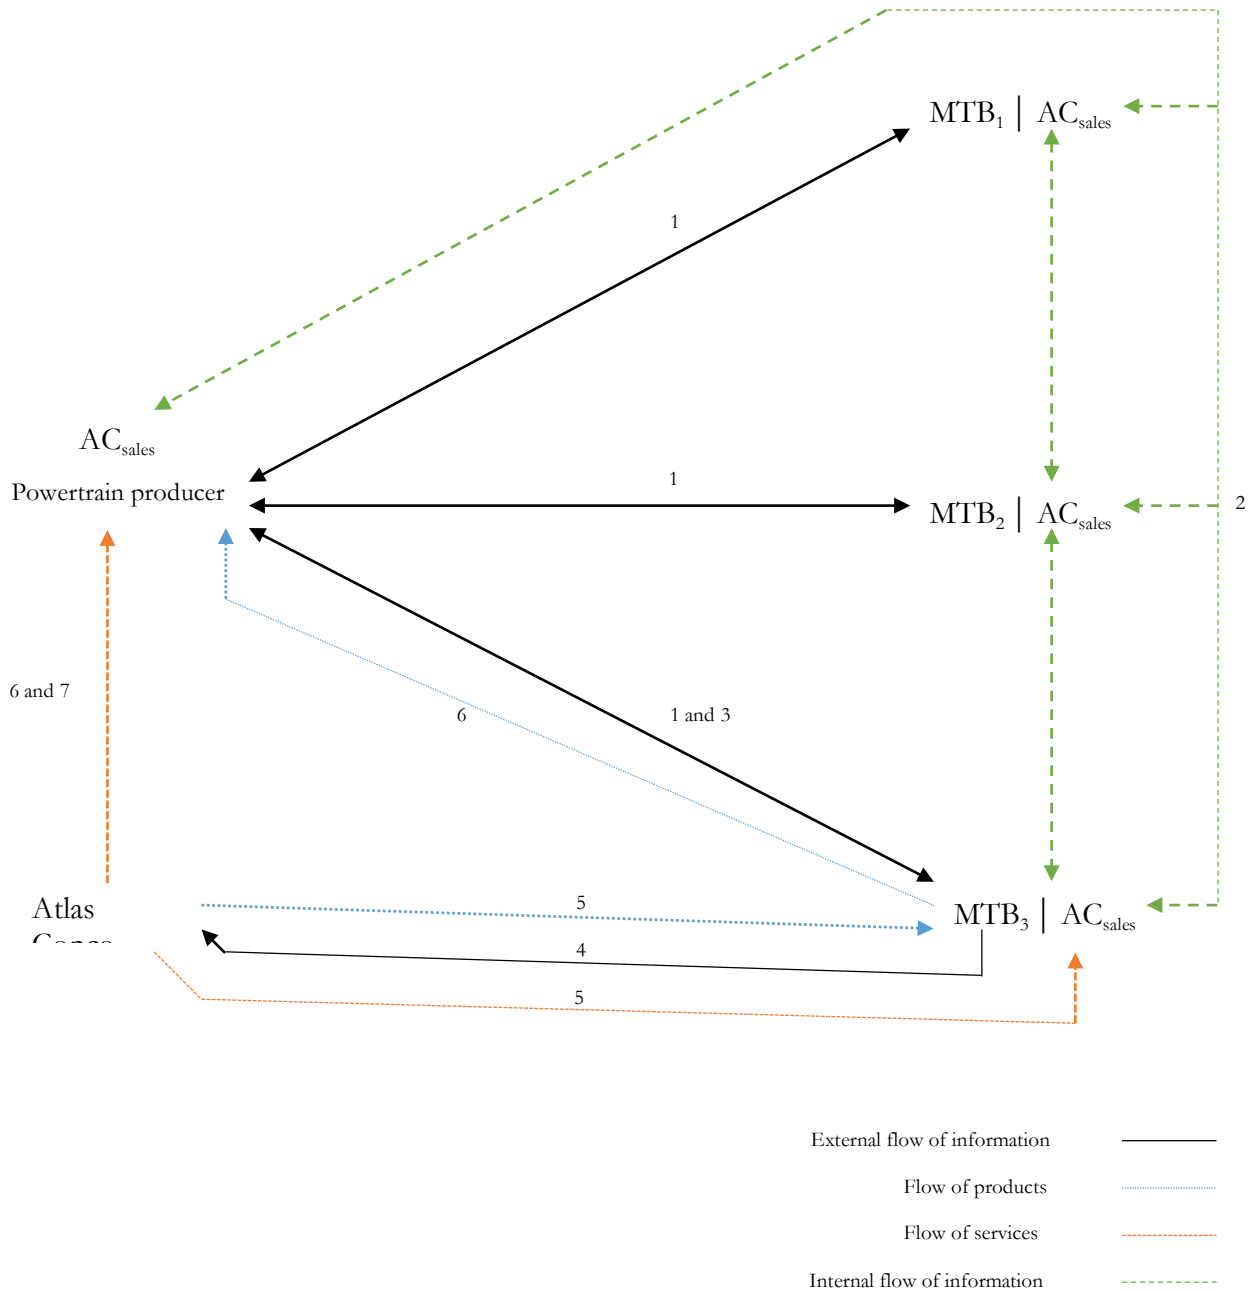 MTB1 | ACsales
1
ACsales
Powertrain producer
1
MTB2 | ACsales
2
6 and 7
6
1 and 3
Atlas
5
MTB3 | ACsales
4
5
External flow of information
Flow of products
Flow of services
Internal flow of information